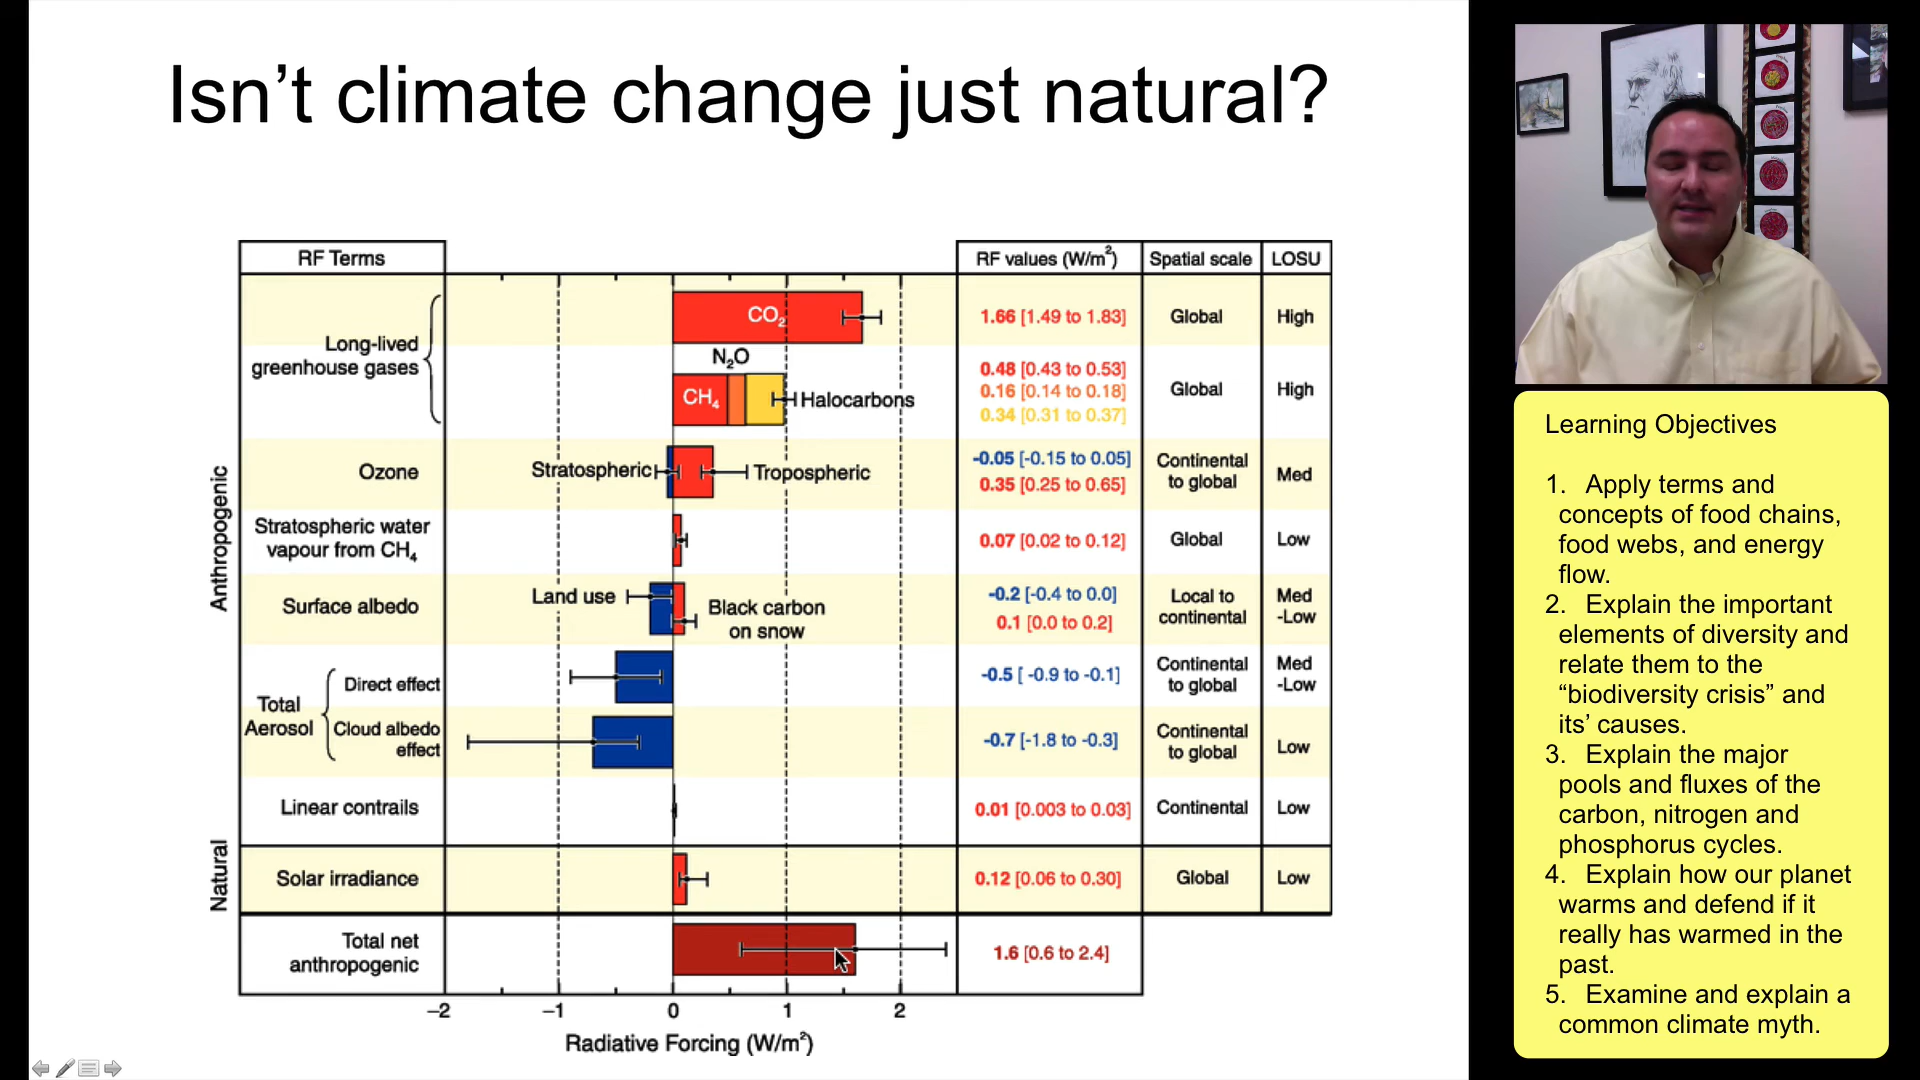 Isn’t climate change just natural?
RF Terms
RF values (W/m²)
Spatial scale
LOSU
Anthropogenic
Natural
Long-lived
greenhouse gases
CO₂
1.66 [1.49 to 1.83]
Global
High
N₂O
CH₄
Halocarbons
0.48 [0.43 to 0.53]
0.16 [0.14 to 0.18]
0.34 [0.31 to 0.37]
Global
High
Ozone
Stratospheric
Tropospheric
-0.05 [-0.15 to 0.05]
0.35 [0.25 to 0.65]
Continental
to global
Med
Stratospheric water
vapour from CH₄
0.07 [0.02 to 0.12]
Global
Low
Surface albedo
Land use
Black carbon
on snow
-0.2 [-0.4 to 0.0]
0.1 [0.0 to 0.2]
Local to
continental
Med
-Low
Total
Aerosol
Direct effect
-0.5 [ -0.9 to -0.1]
Continental
to global
Med
-Low
Cloud albedo
effect
-0.7 [-1.8 to -0.3]
Continental
to global
Low
Linear contrails
0.01 [0.003 to 0.03]
Continental
Low
Solar irradiance
0.12 [0.06 to 0.30]
Global
Low
Total net
anthropogenic
1.6 [0.6 to 2.4]
–2 –1 0 1 2
Radiative Forcing (W/m²)
Learning Objectives
1. Apply terms and
concepts of food chains,
food webs, and energy
flow.
2. Explain the important
elements of diversity and
relate them to the
“biodiversity crisis” and
its’ causes.
3. Explain the major
pools and fluxes of the
carbon, nitrogen and
phosphorus cycles.
4. Explain how our planet
warms and defend if it
really has warmed in the
past.
5. Examine and explain a
common climate myth.